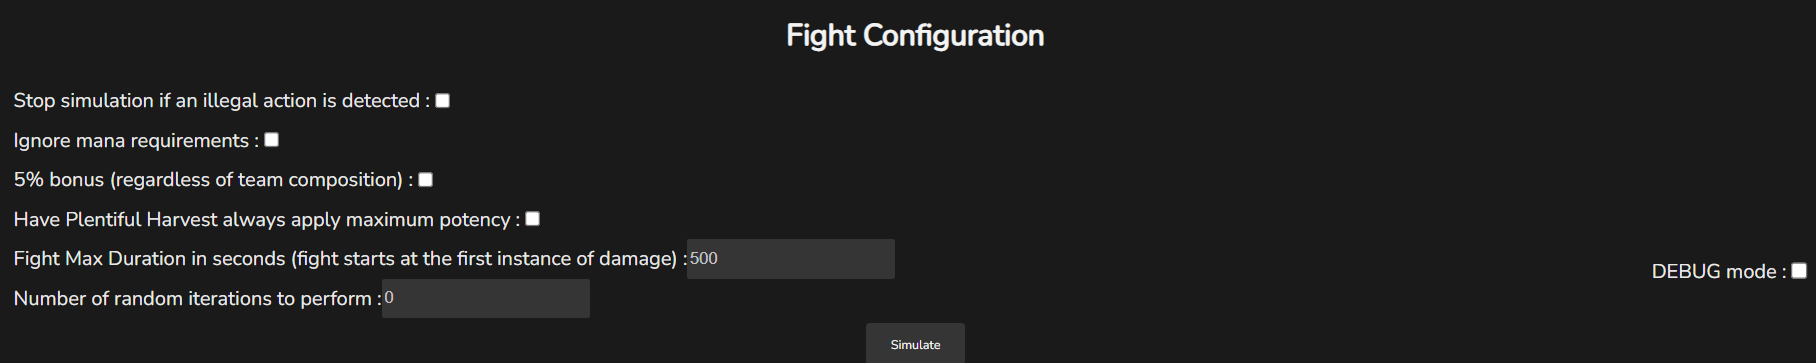 Fight Configuration
Stop simulation if an illegal action is detected :
Ignore mana requirements :
5% bonus (regardless of team composition) :
Have Plentiful Harvest always apply maximum potency :
Fight Max Duration in seconds (fight starts at the first instance of damage) : 500
DEBUG mode :
Number of random iterations to perform : 0
Simulate